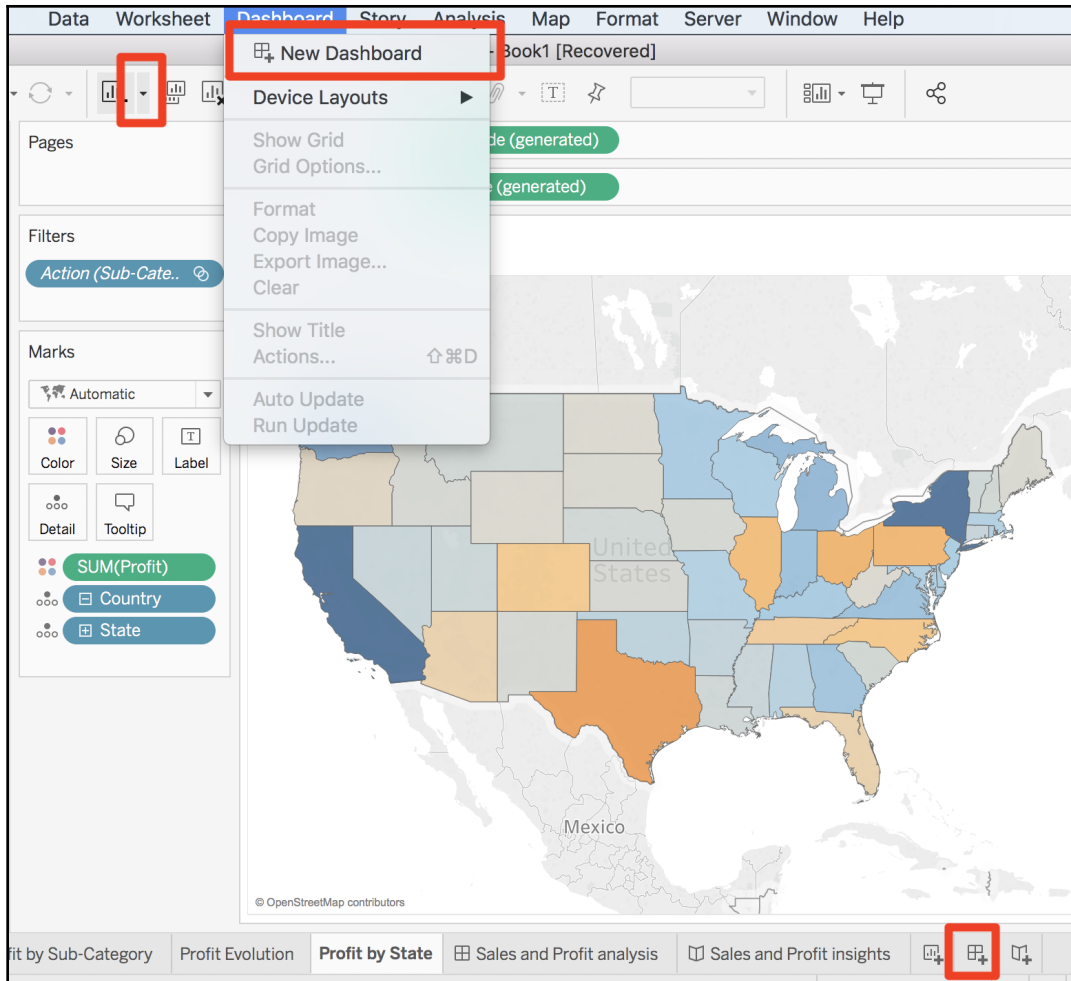 Data Worksheet Dashboard Story Analysis Map Format Server Window Help
New Dashboard
Book1 [Recovered]
Device Layouts
Show Grid
Grid Options...
Format
Copy Image
Export Image...
Clear
Show Title
Actions... ⇧⌘D
Auto Update
Run Update
Pages
de (generated)
e (generated)
Filters
Action (Sub-Cate..
Marks
Automatic
Color Size Label
Detail Tooltip
SUM(Profit)
Country
State
United
States
Mexico
© OpenStreetMap contributors
fit by Sub-Category Profit Evolution Profit by State Sales and Profit analysis Sales and Profit insights